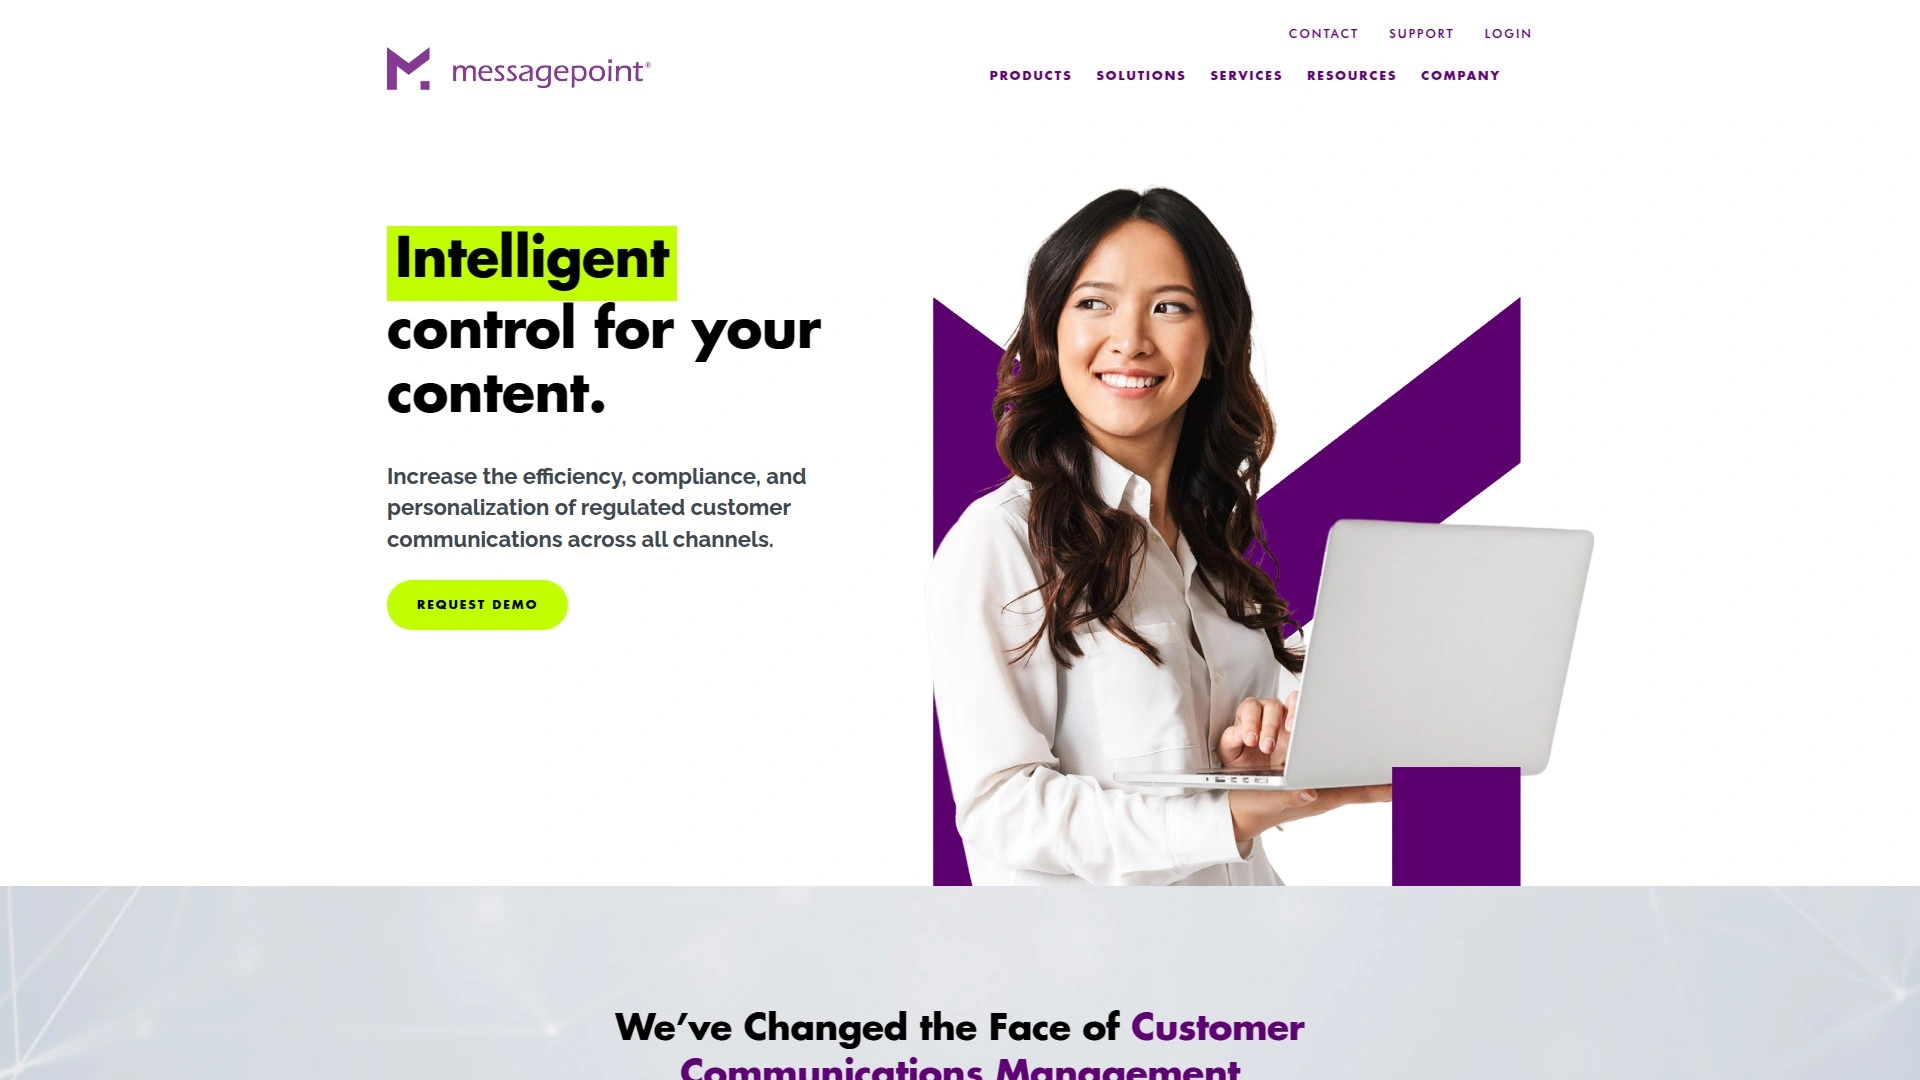 CONTACT SUPPORT LOGIN
messagepoint®
PRODUCTS SOLUTIONS SERVICES RESOURCES COMPANY
Intelligent
control for your
content.
Increase the efficiency, compliance, and
personalization of regulated customer
communications across all channels.
REQUEST DEMO
We’ve Changed the Face of Customer
Communications Management